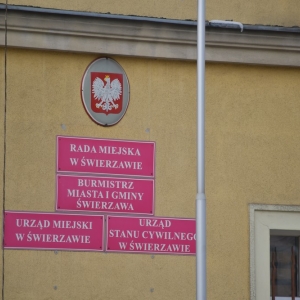 RADA MIEJSKA
W ŚWIERZAWIE
BURMISTRZ
MIASTA I GMINY
ŚWIERZAWA
URZĄD MIEJSKI
W ŚWIERZAWIE
URZĄD
STANU CYWILNEGO
W ŚWIERZAWIE